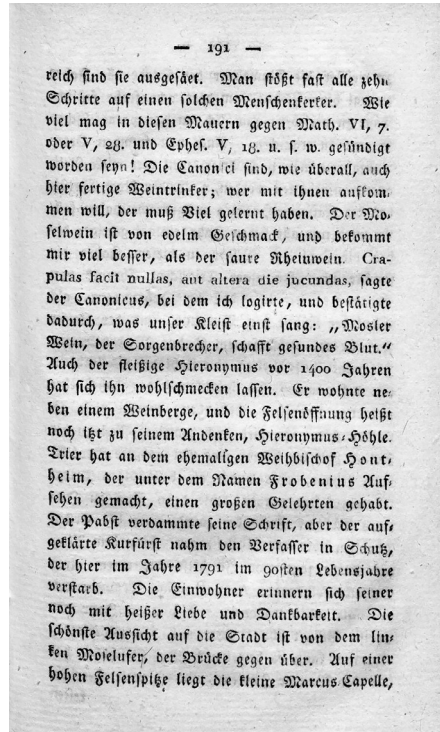 — 191 —
reich sind sie ausgesäet. Man stößt fast alle zehn
Schritte auf einen solchen Menschenkerker. Wie
viel mag in diesen Mauern gegen Math. VI, 7.
oder V, 28. und Ephes. V, 18. u. s. w. gesündigt
worden seyn! Die Canonici sind, wie überall, auch
hier fertige Weintrinker; wer mit ihnen aufkom-
men will, der muß Viel gelernt haben. Der Mo-
selwein ist von edelm Geschmack, und bekommt
mir viel besser, als der saure Rheinwein. Cra-
pulas facit nullas, aut altera die jucundas, sagte
der Canonicus, bei dem ich logirte, und bestätigte
dadurch, was unser Kleist einst sang: „Mosler
Wein, der Sorgenbrecher, schafft gesundes Blut.“
Auch der fleißige Hieronymus vor 1400 Jahren
hat sich ihn wohlschmecken lassen. Er wohnte ne-
ben einem Weinberge, und die Felsenöffnung heißt
noch itzt zu seinem Andenken, Hieronymus-Höhle.
Trier hat an dem ehemaligen Weihbischof Hont-
heim, der unter dem Namen Frobenius Auf-
sehen gemacht, einen großen Gelehrten gehabt.
Der Pabst verdammte seine Schrift, aber der auf-
geklärte Kurfürst nahm den Verfasser in Schutz,
der hier im Jahre 1791 im 90sten Lebensjahre
verstarb. Die Einwohner erinnern sich seiner
noch mit heißer Liebe und Dankbarkeit. Die
schönste Aussicht auf die Stadt ist von dem lin-
ken Moselufer, der Brücke gegen über. Auf einer
hohen Felsenspitze liegt die kleine Marcus Capelle,